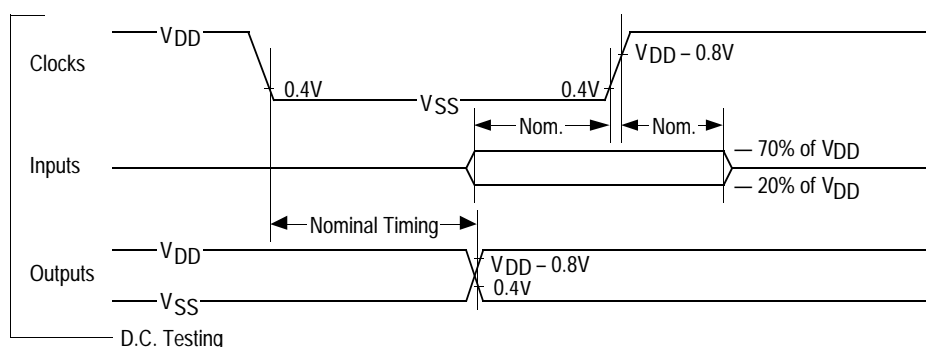 VDD
Clocks
VDD – 0.8V
0.4V
VSS
0.4V
Nom.
Nom.
Inputs
70% of VDD
20% of VDD
Nominal Timing
VDD
Outputs
VDD – 0.8V
0.4V
VSS
D.C. Testing